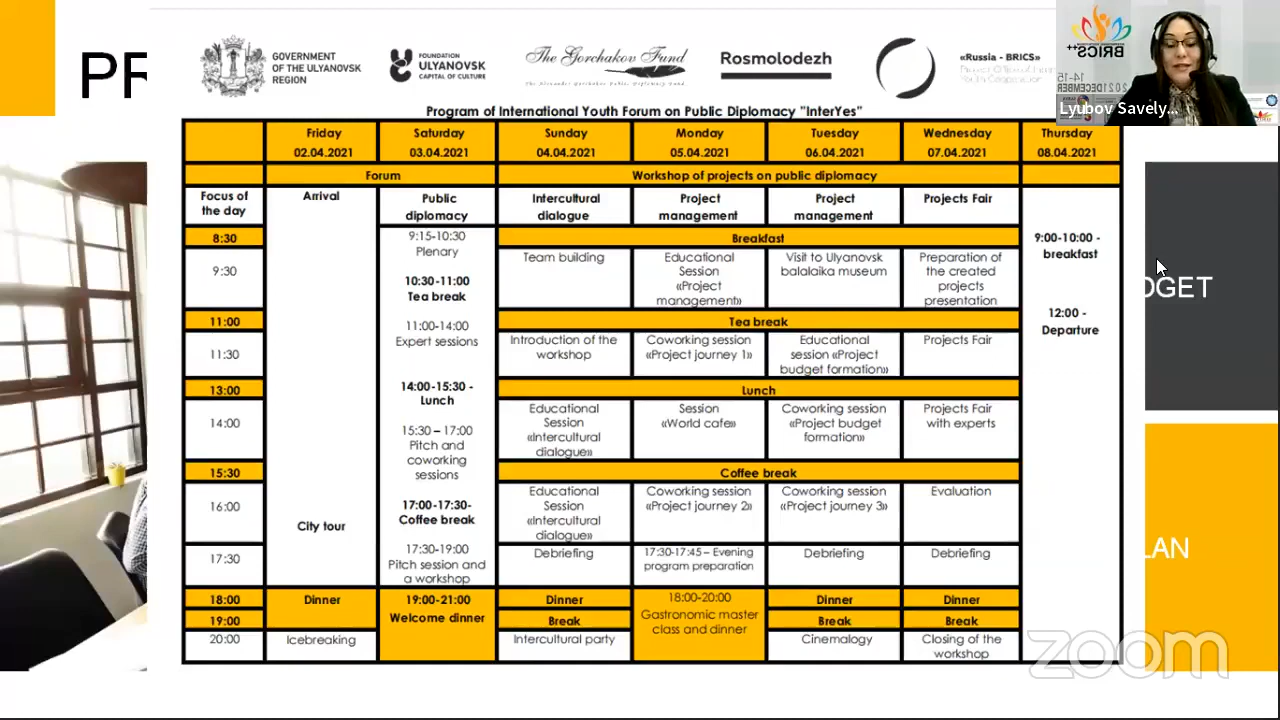 PR
GOVERNMENT
OF THE ULYANOVSK
REGION
FOUNDATION
ULYANOVSK
CAPITAL OF CULTURE
The Gorchakov Fund
The Alexander Gorchakov Public Diplomacy Fund
Rosmolodezh
«Russia - BRICS»
BRICS++
14-15
DECEMBER 2021
Lyubov Savely...
Program of International Youth Forum on Public Diplomacy "InterYes"
Friday Saturday Sunday Monday Tuesday Wednesday Thursday
02.04.2021 03.04.2021 04.04.2021 05.04.2021 06.04.2021 07.04.2021 08.04.2021
Forum Workshop of projects on public diplomacy
Focus of
the day
Arrival
Public
diplomacy
Intercultural
dialogue
Project
management
Project
management
Projects Fair
8:30
Breakfast
9:15-10:30
Plenary
10:30-11:00
Tea break
11:00-14:00
Expert sessions
14:00-15:30 -
Lunch
15:30 – 17:00
Pitch and
coworking
sessions
17:00-17:30-
Coffee break
17:30-19:00
Pitch session and
a workshop
9:00-10:00 -
breakfast
12:00 -
Departure
9:30
Team building
Educational
Session
«Project
management»
Visit to Ulyanovsk
balalaika museum
Preparation of
the created
projects
presentation
11:00
Tea break
11:30
Introduction of the
workshop
Coworking session
«Project journey 1»
Educational
session «Project
budget formation»
Projects Fair
13:00
Lunch
14:00
Educational
Session
«Intercultural
dialogue»
Session
«World cafe»
Coworking session
«Project budget
formation»
Projects Fair
with experts
15:30
Coffee break
16:00
City tour
Educational
Session
«Intercultural
dialogue»
Coworking session
«Project journey 2»
Coworking session
«Project journey 3»
Evaluation
17:30
Debriefing
17:30-17:45 – Evening
program preparation
Debriefing
Debriefing
18:00
Dinner
19:00-21:00
Welcome dinner
Dinner
18:00-20:00
Gastronomic master
class and dinner
Dinner
Dinner
19:00
Break
Break
Break
20:00
Icebreaking
Intercultural party
Cinemalogy
Closing of the
workshop
DGET
LAN
zoom